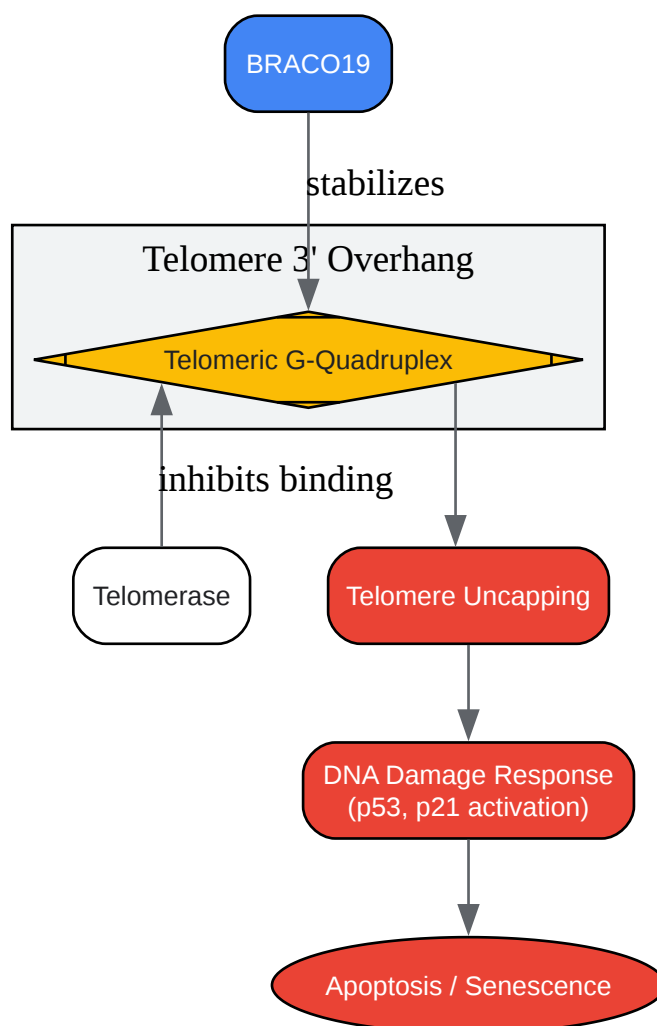 BRACO19
stabilizes
Telomere 3' Overhang
Telomeric G-Quadruplex
inhibits binding
Telomerase
Telomere Uncapping
DNA Damage Response
(p53, p21 activation)
Apoptosis / Senescence